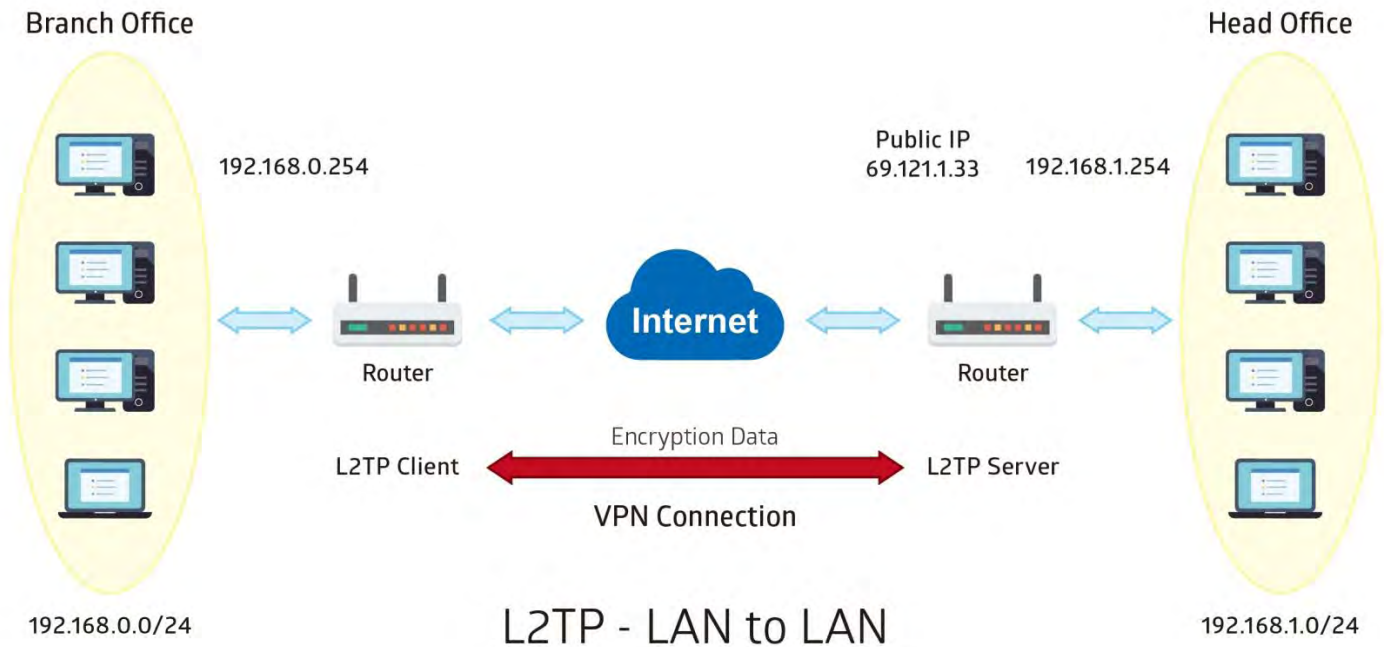 Branch Office
Head Office
192.168.0.254
Public IP
69.121.1.33
192.168.1.254
Internet
Router
Router
Encryption Data
L2TP Client
L2TP Server
VPN Connection
192.168.0.0/24
L2TP - LAN to LAN
192.168.1.0/24